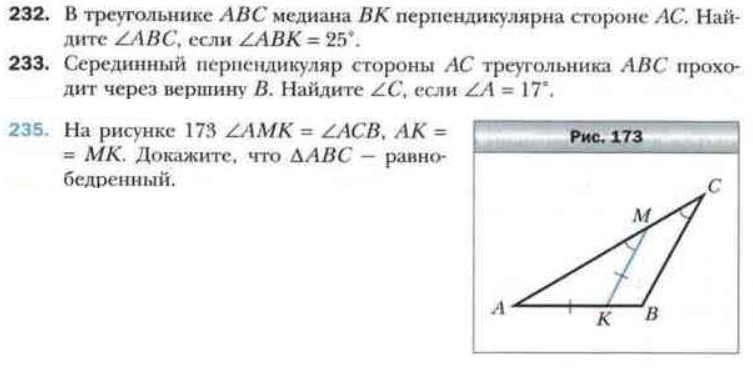 232. В треугольнике ABC медиана BK перпендикулярна стороне AC. Най-
дите ∠ABC, если ∠ABK = 25°.
233. Серединный перпендикуляр стороны AC треугольника ABC прохо-
дит через вершину B. Найдите ∠C, если ∠A = 17°.
235. На рисунке 173 ∠AMK = ∠ACB, AK =
= MK. Докажите, что ΔABC – равно-
бедренный.
Рис. 173
C
M
A
K
B